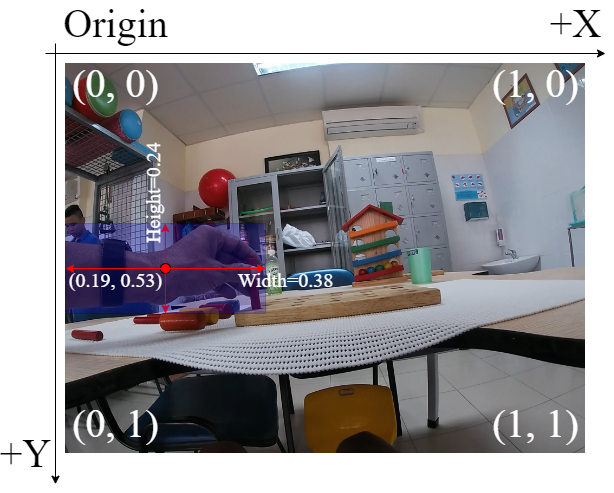 Origin
+X
(0, 0)
(1, 0)
Height=0.24
(0.19, 0.53)
Width=0.38
(0, 1)
(1, 1)
+Y